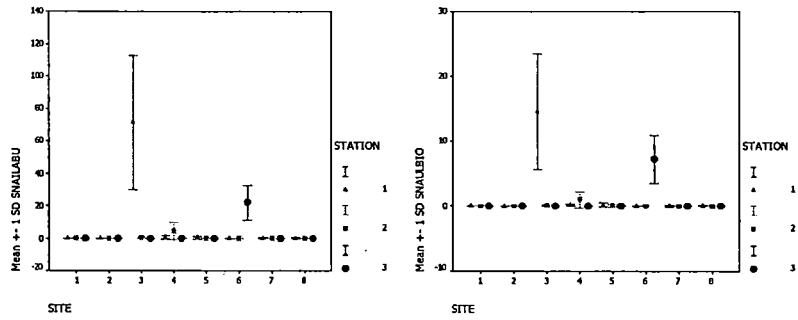 140
120
100
80
60
40
20
0
-20
Mean +- 1 SD SNAILABU
1 2 3 4 5 6 7 8
SITE
STATION
1
2
3
30
20
10
0
-10
Mean +- 1 SD SNAILBIO
1 2 3 4 5 6 7 8
SITE
STATION
1
2
3